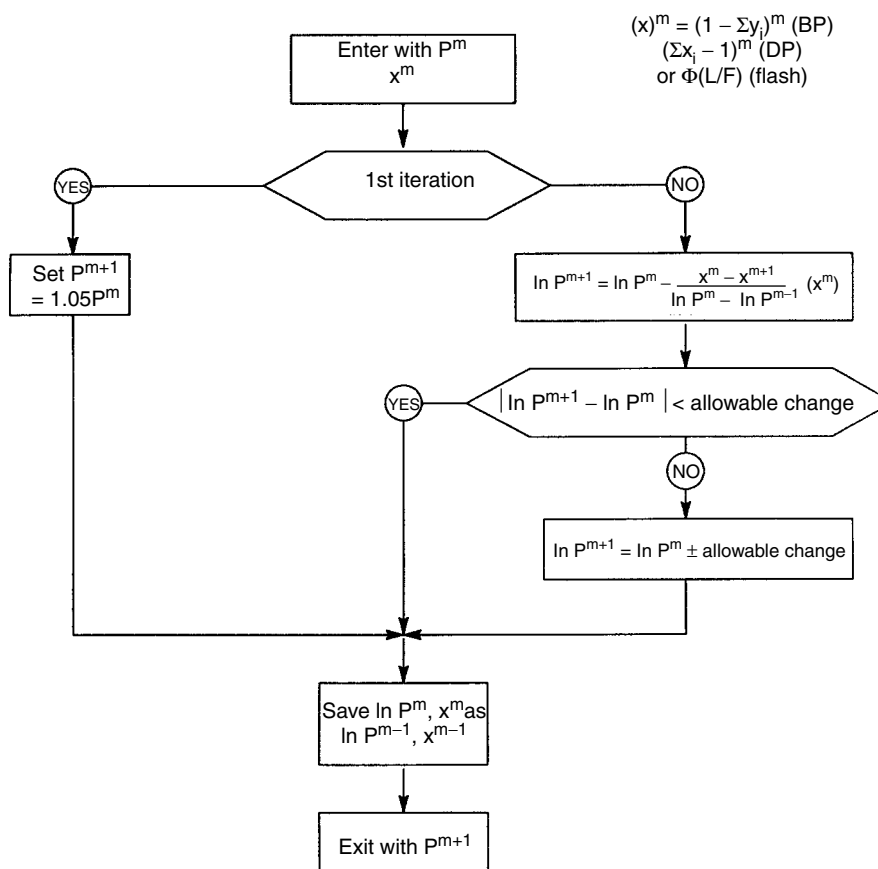 (x)^m = (1 – Σy_i)^m (BP)
(Σx_i – 1)^m (DP)
or Φ(L/F) (flash)
Enter with P^m
x^m
1st iteration
YES
NO
Set P^{m+1}
= 1.05P^m
ln P^{m+1} = ln P^m – \frac{x^m – x^{m+1}}{ln P^m – ln P^{m–1}} (x^m)
YES
| ln P^{m+1} – ln P^m | < allowable change
NO
ln P^{m+1} = ln P^m ± allowable change
Save ln P^m, x^m as
ln P^{m–1}, x^{m–1}
Exit with P^{m+1}